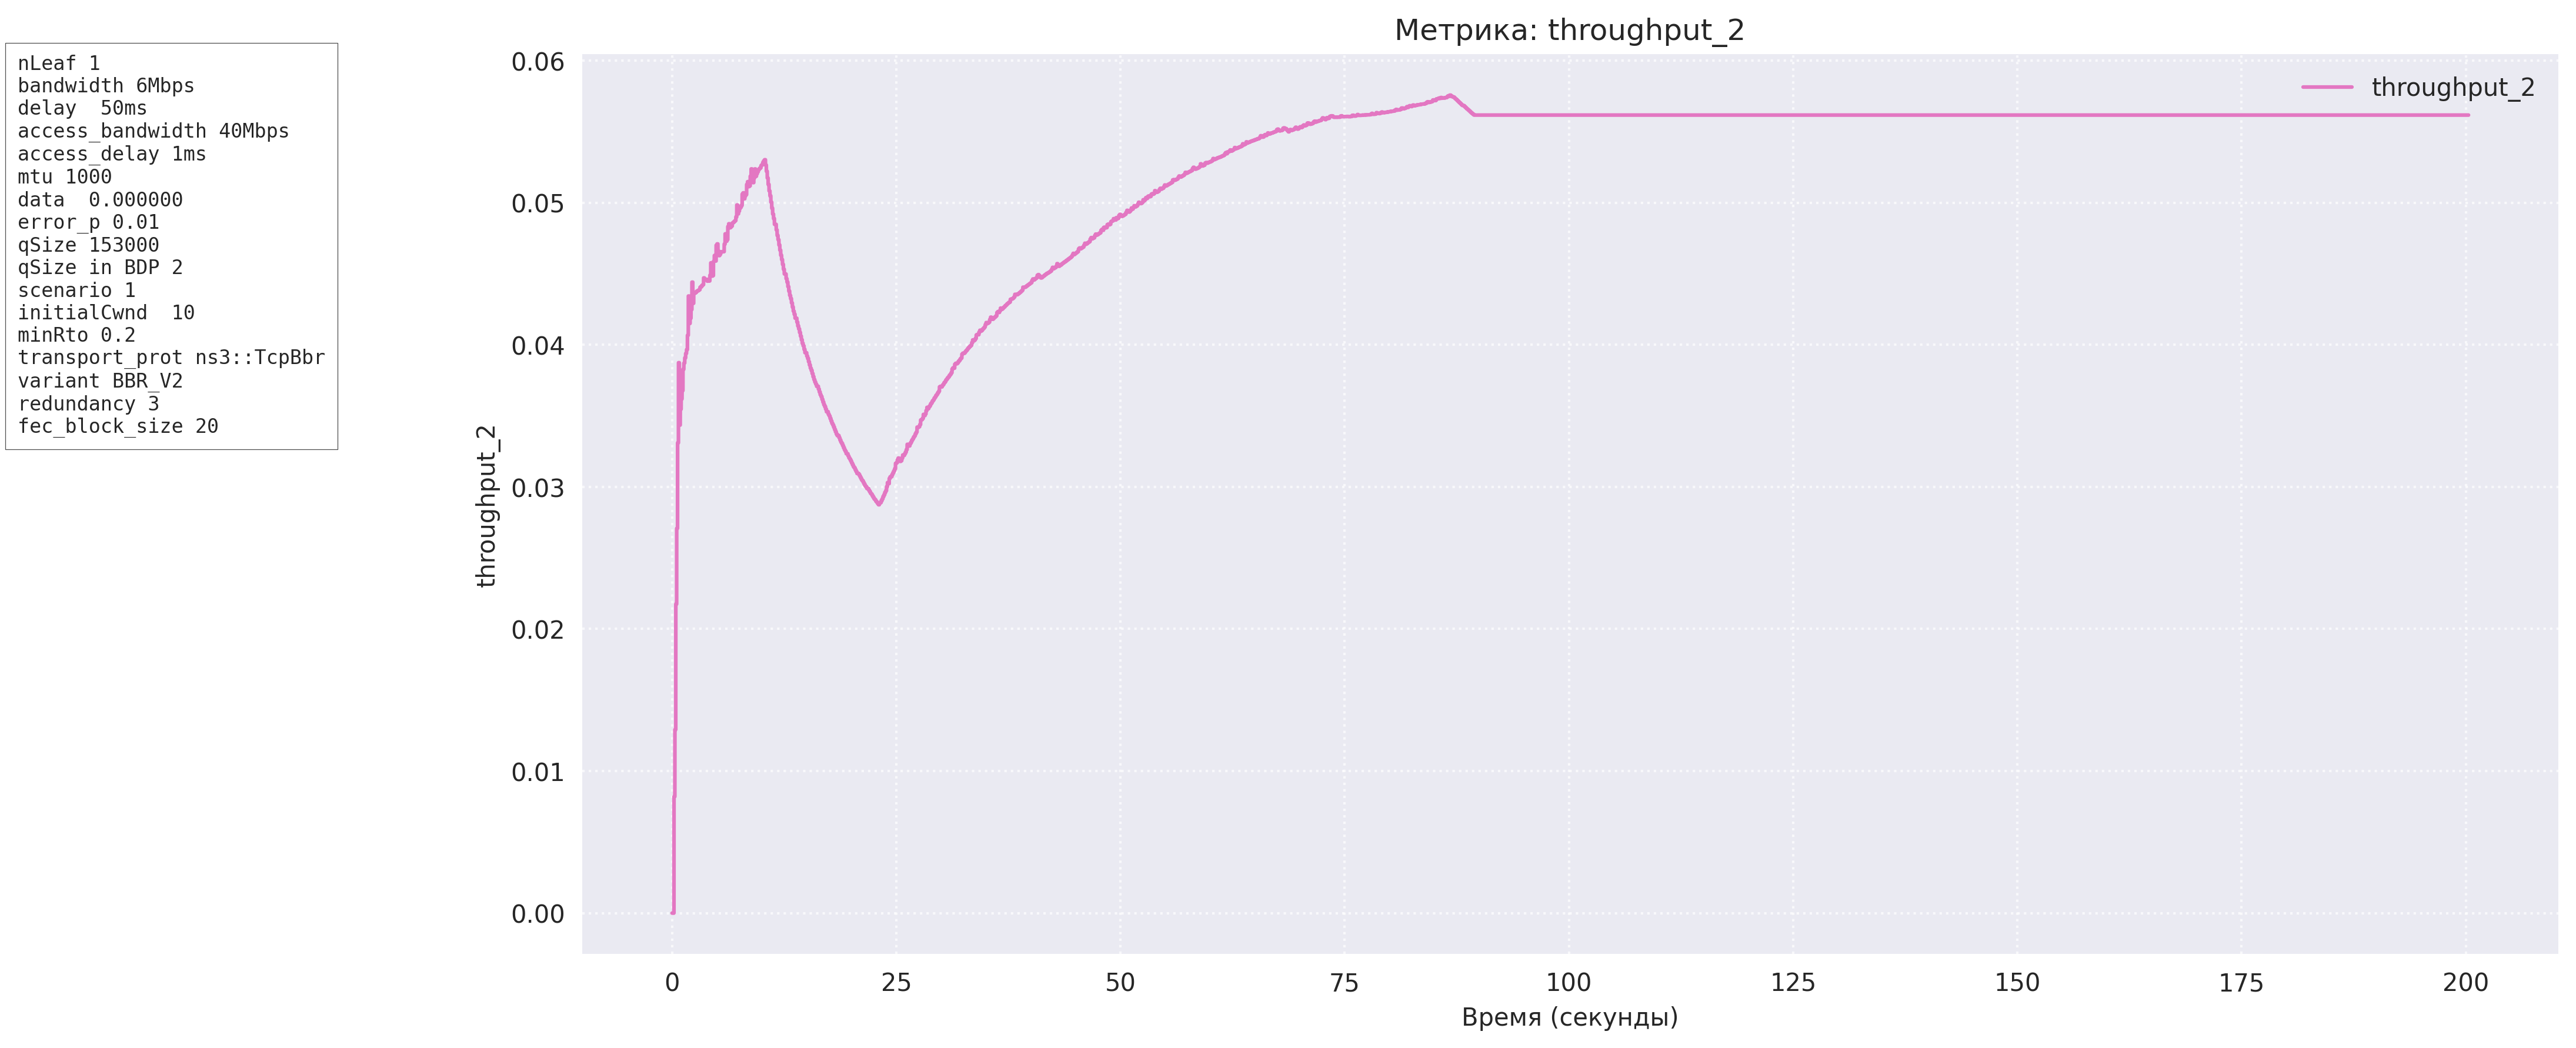 nLeaf 1
bandwidth 6Mbps
delay  50ms
access_bandwidth 40Mbps
access_delay 1ms
mtu 1000
data  0.000000
error_p 0.01
qSize 153000
qSize in BDP 2
scenario 1
initialCwnd  10
minRto 0.2
transport_prot ns3::TcpBbr
variant BBR_V2
redundancy 3
fec_block_size 20
Метрика: throughput_2
throughput_2
throughput_2
0.06
0.05
0.04
0.03
0.02
0.01
0.00
0 25 50 75 100 125 150 175 200
Время (секунды)